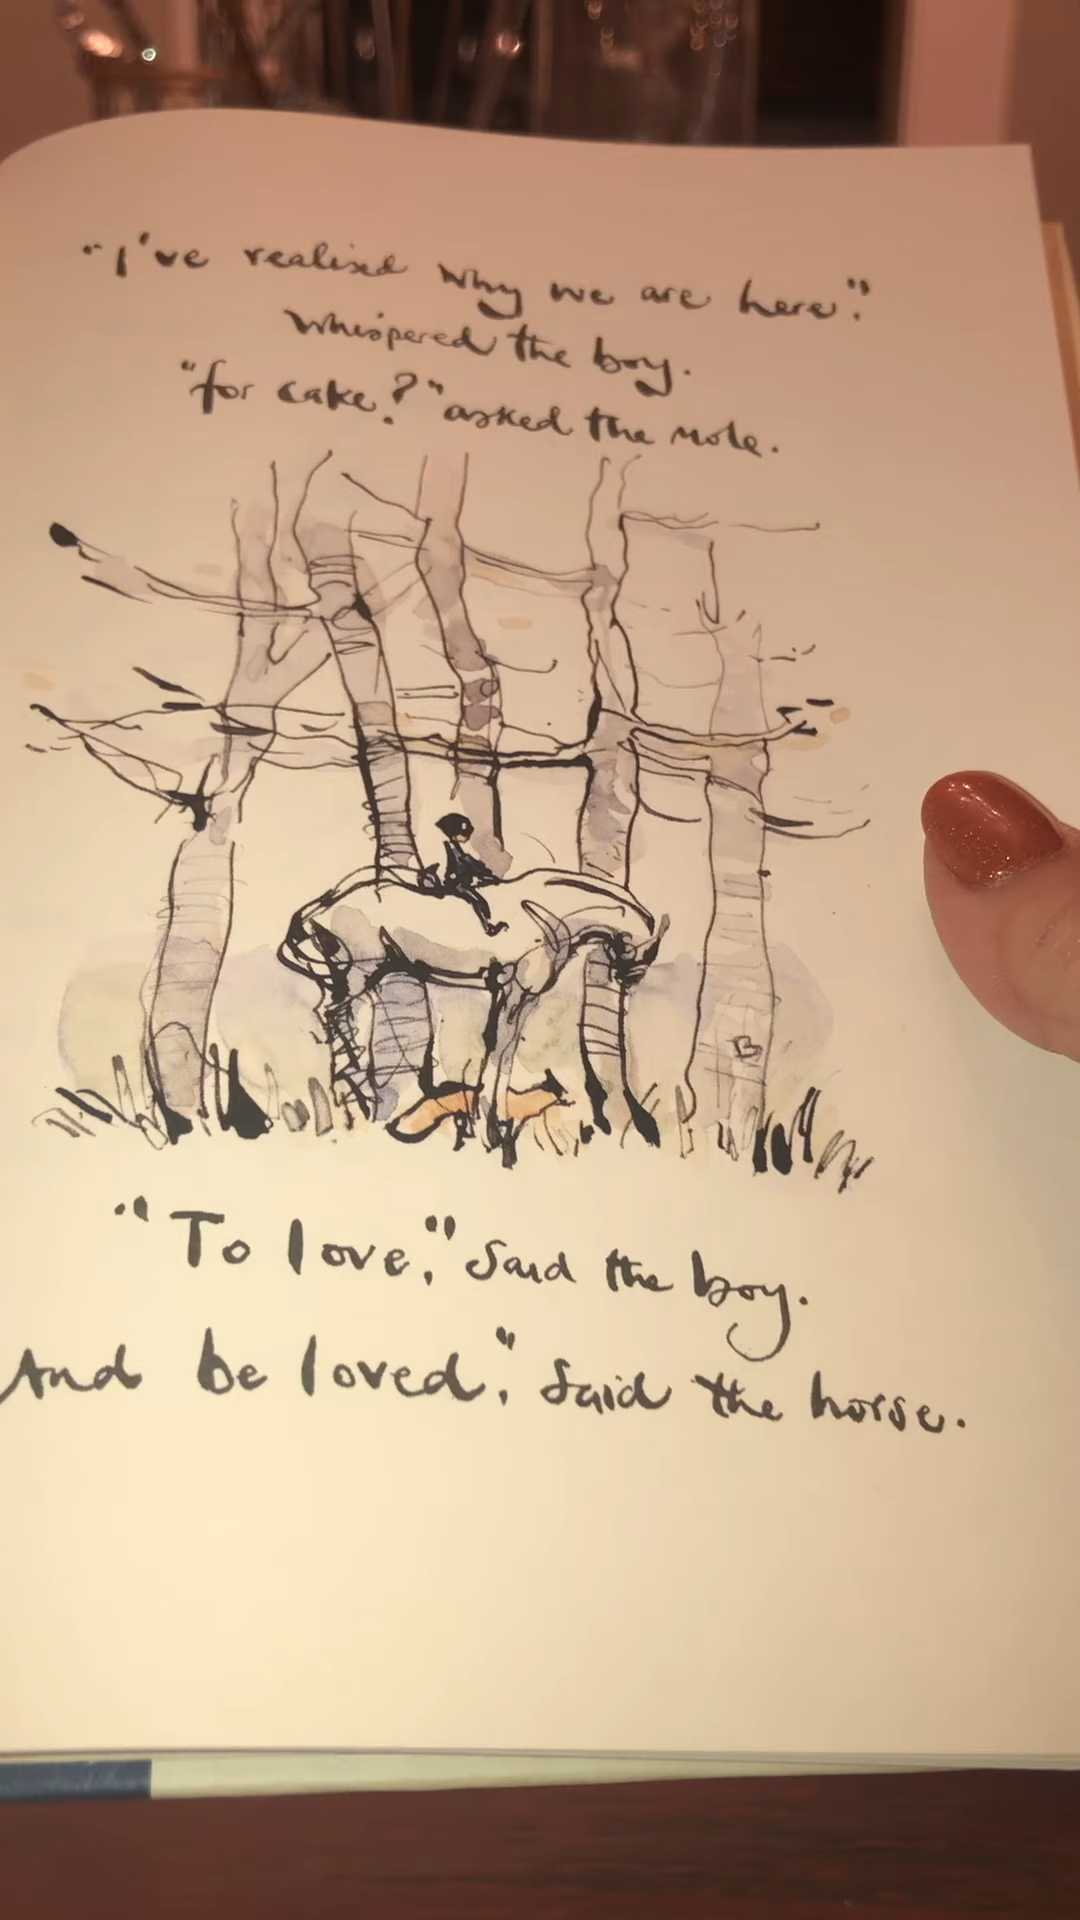 "I've realised why we are here."
whispered the boy.
"for cake?" asked the mole.
"To love," said the boy.
And be loved," said the horse.